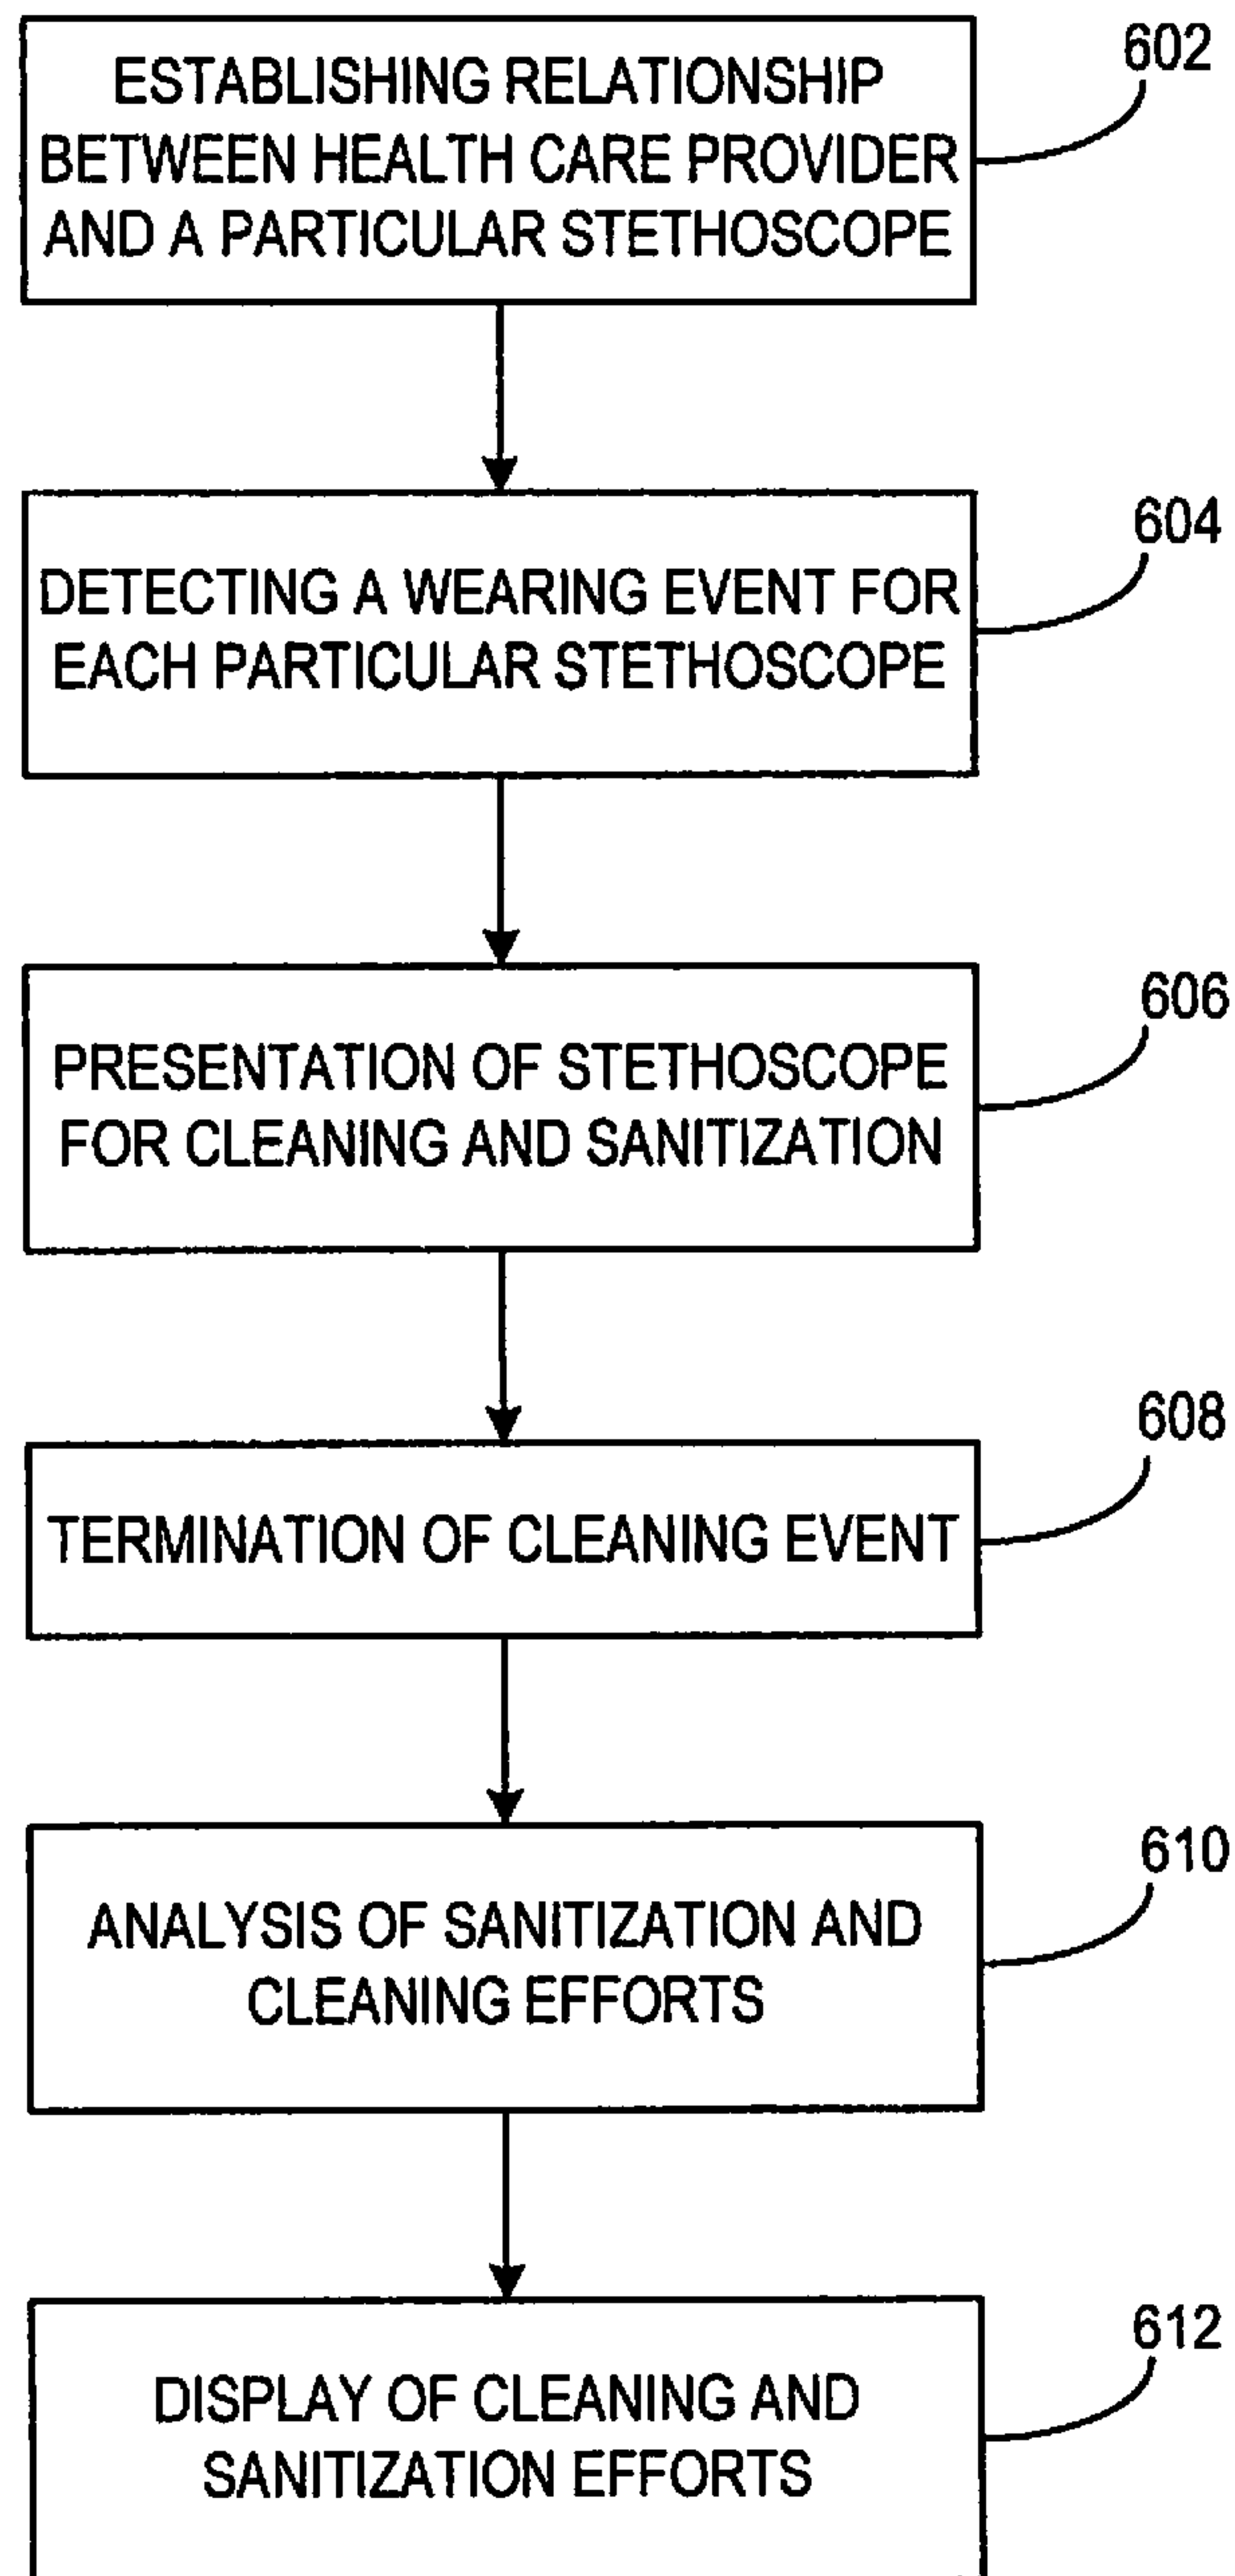 ESTABLISHING RELATIONSHIP
BETWEEN HEALTH CARE PROVIDER
AND A PARTICULAR STETHOSCOPE
602
DETECTING A WEARING EVENT FOR
EACH PARTICULAR STETHOSCOPE
604
PRESENTATION OF STETHOSCOPE
FOR CLEANING AND SANITIZATION
606
TERMINATION OF CLEANING EVENT
608
ANALYSIS OF SANITIZATION AND
CLEANING EFFORTS
610
DISPLAY OF CLEANING AND
SANITIZATION EFFORTS
612